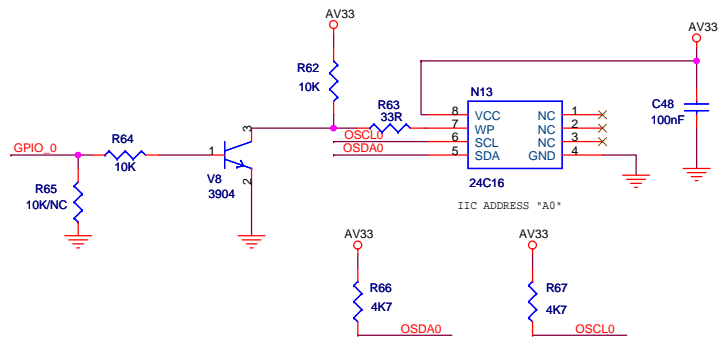 AV33
AV33
R62
10K
N13
R63
33R
C48
100nF
8 VCC NC 1
7 WP NC 2
6 SCL NC 3
5 SDA GND 4
OSCL0
OSDA0
24C16
IIC ADDRESS "A0"
GPIO_0
R64
10K
1
3
2
V8
3904
R65
10K/NC
AV33
AV33
R66
4K7
OSDA0
R67
4K7
OSCL0